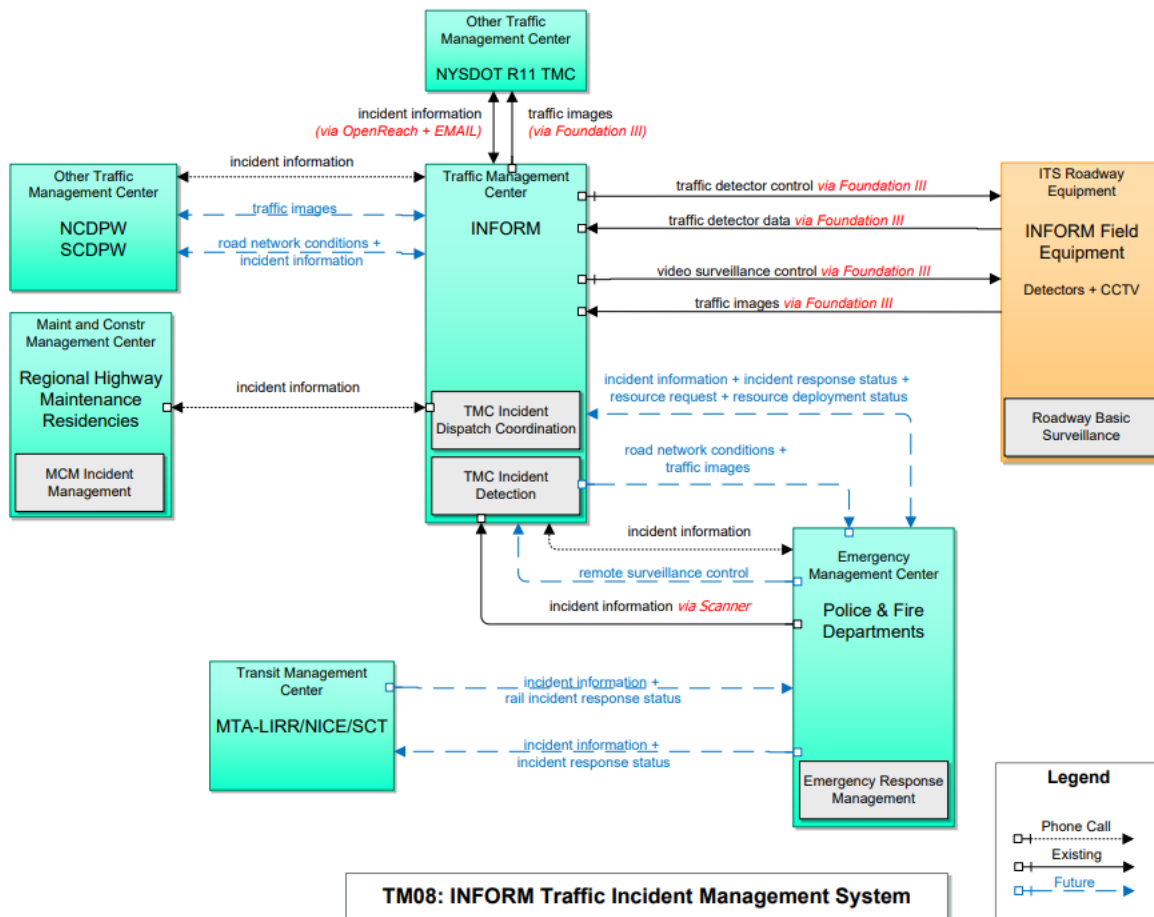 Other Traffic
Management Center
NYSDOT R11 TMC
incident information
(via OpenReach + EMAIL)
traffic images
(via Foundation III)
Other Traffic
Management Center
NCDPW
SCDPW
incident information
traffic images
road network conditions +
incident information
Traffic Management
Center
INFORM
traffic detector control via Foundation III
traffic detector data via Foundation III
video surveillance control via Foundation III
traffic images via Foundation III
ITS Roadway
Equipment
INFORM Field
Equipment
Detectors + CCTV
Roadway Basic
Surveillance
Maint and Constr
Management Center
Regional Highway
Maintenance
Residencies
MCM Incident
Management
incident information
TMC Incident
Dispatch Coordination
TMC Incident
Detection
incident information + incident response status +
resource request + resource deployment status
road network conditions +
traffic images
incident information
remote surveillance control
incident information via Scanner
Emergency
Management Center
Police & Fire
Departments
Emergency Response
Management
Transit Management
Center
MTA-LIRR/NICE/SCT
incident information +
rail incident response status
incident information +
incident response status
Legend
Phone Call
Existing
Future
TM08: INFORM Traffic Incident Management System